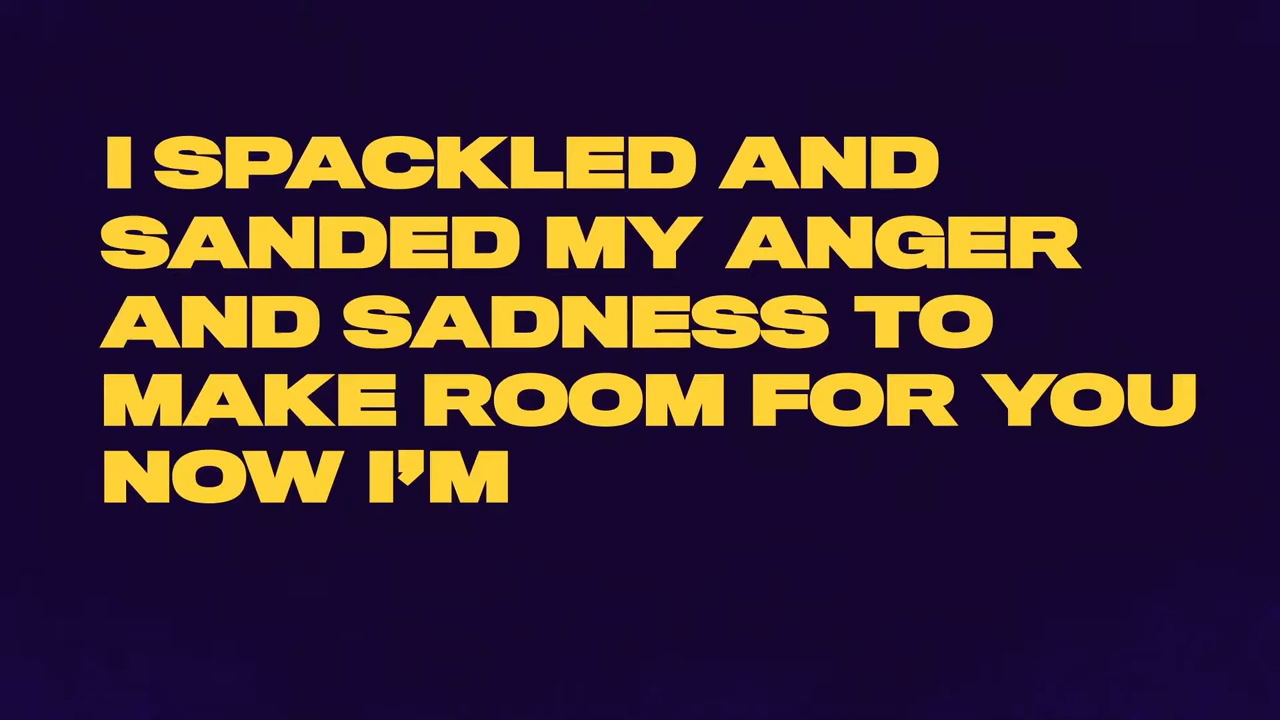 I SPACKLED AND
SANDED MY ANGER
AND SADNESS TO
MAKE ROOM FOR YOU
NOW I’M